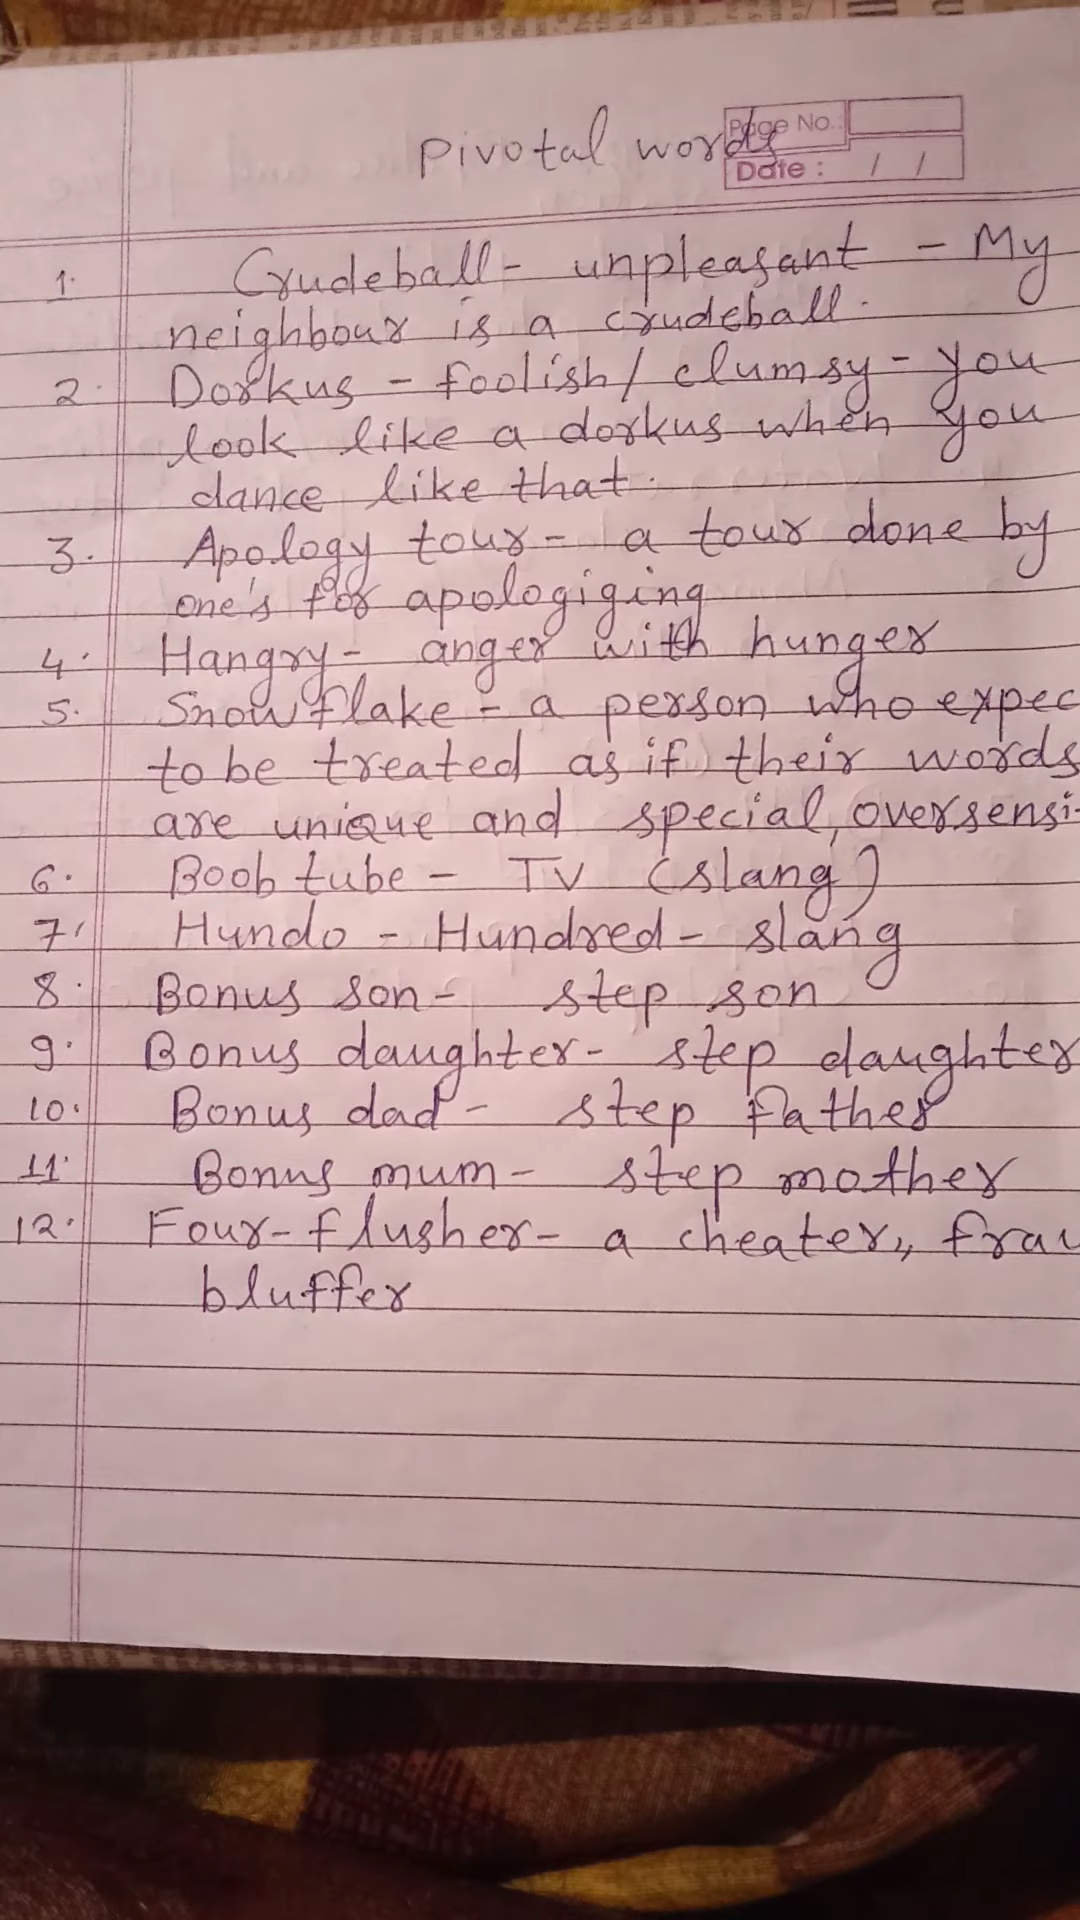 Pivotal words
Page No.:
Date : / /
1. Crudeball - unpleasant - My
neighbour is a crudeball.
2. Dorkus - foolish / clumsy - you
look like a dorkus when you
dance like that.
3. Apology tour - a tour done by
one's for apologiging
4. Hangry - anger with hunger
5. Snowflake - a person who expec
to be treated as if their words
are unique and special, oversensi-
6. Boob tube - TV (slang)
7. Hundo - Hundred - slang
8. Bonus son - step son
9. Bonus daughter - step daughter
10. Bonus dad - step father
11. Bonus mum - step mother
12. Four-flusher - a cheater,, frau
bluffer